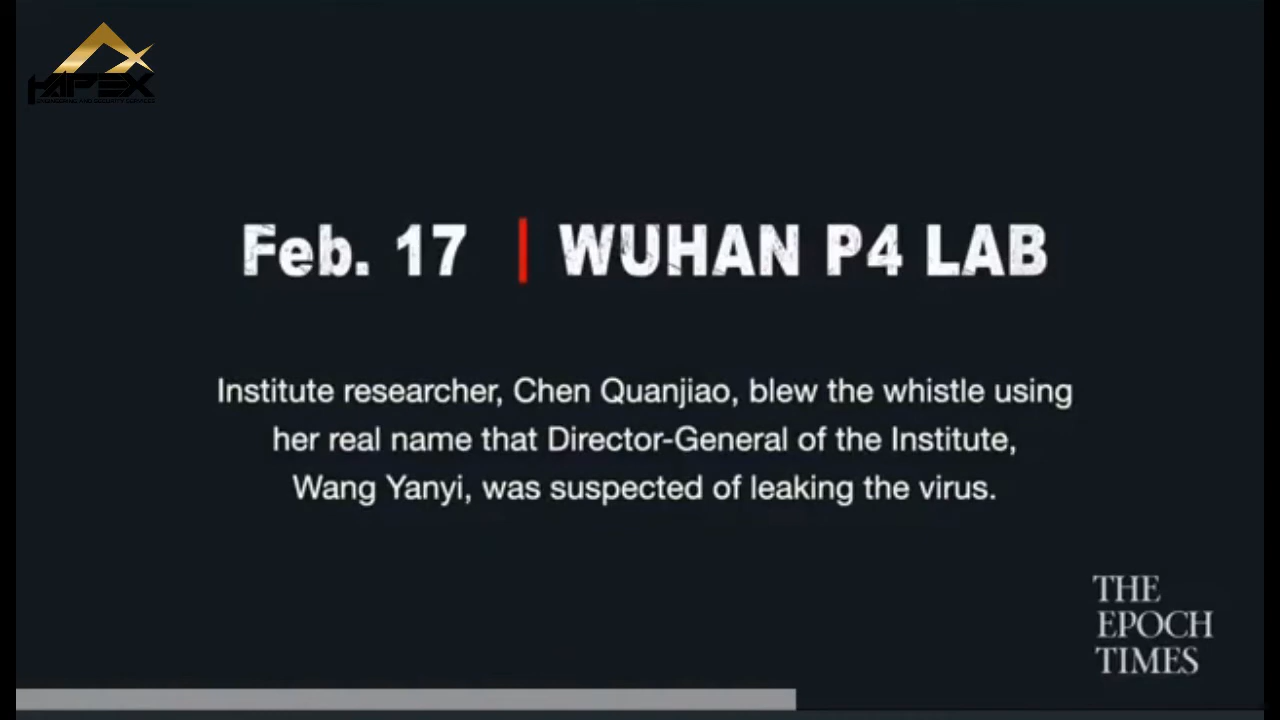 HAPEX
Feb. 17 | WUHAN P4 LAB
Institute researcher, Chen Quanjiao, blew the whistle using
her real name that Director-General of the Institute,
Wang Yanyi, was suspected of leaking the virus.
THE
EPOCH
TIMES